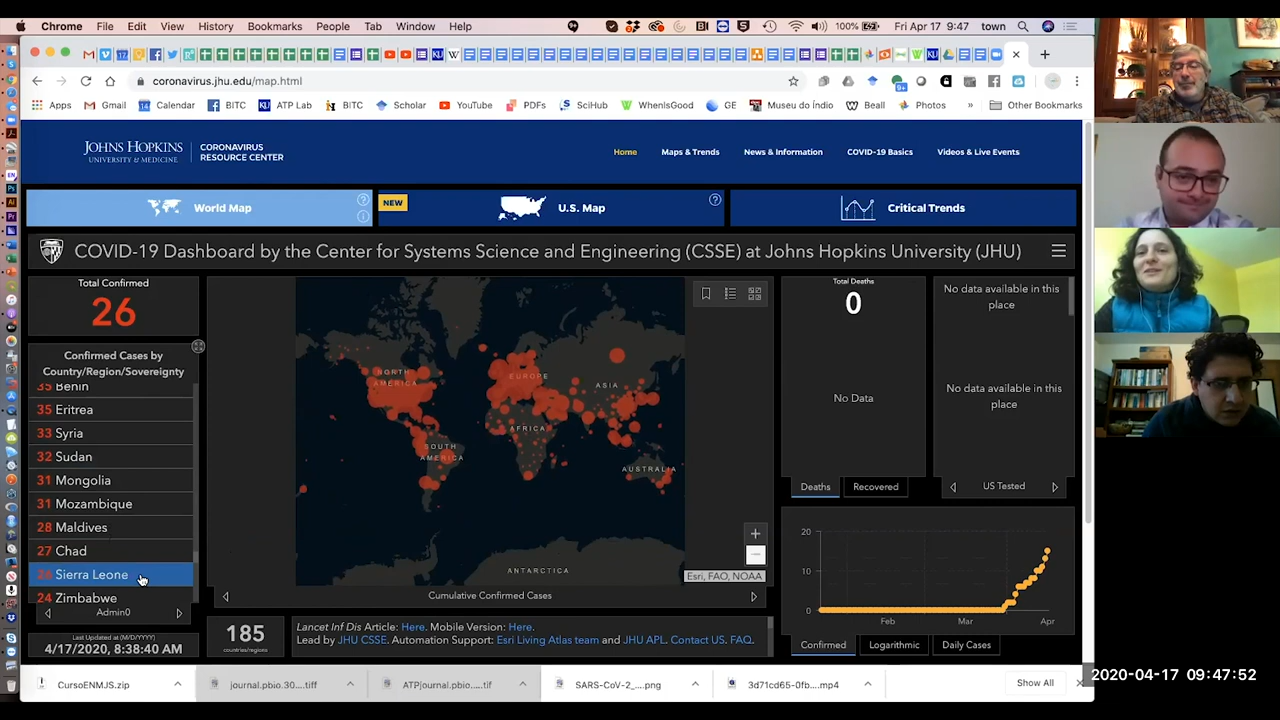 Chrome File Edit View History Bookmarks People Tab Window Help 100% Fri Apr 17 9:47 town
coronavirus.jhu.edu/map.html
Apps Gmail Calendar BITC ATP Lab BITC Scholar YouTube PDFs SciHub WhenIsGood GE Museu do Índio Beall Photos » Other Bookmarks
JOHNS HOPKINS
UNIVERSITY & MEDICINE
CORONAVIRUS
RESOURCE CENTER
Home Maps & Trends News & Information COVID-19 Basics Videos & Live Events
World Map
NEW
U.S. Map
Critical Trends
COVID-19 Dashboard by the Center for Systems Science and Engineering (CSSE) at Johns Hopkins University (JHU)
Total Confirmed
26
Confirmed Cases by
Country/Region/Sovereignty
35 Benin
35 Eritrea
33 Syria
32 Sudan
31 Mongolia
31 Mozambique
28 Maldives
27 Chad
26 Sierra Leone
24 Zimbabwe
Admin0
Last Updated at (M/D/YYYY)
4/17/2020, 8:38:40 AM
NORTH
AMERICA
EUROPE
ASIA
AFRICA
SOUTH
AMERICA
AUSTRALIA
ANTARCTICA
Esri, FAO, NOAA
Cumulative Confirmed Cases
185
countries/regions
Lancet Inf Dis Article: Here. Mobile Version: Here.
Lead by JHU CSSE. Automation Support: Esri Living Atlas team and JHU APL. Contact US. FAQ.
Total Deaths
0
No Data
Deaths Recovered
No data available in this
place
No data available in this
place
US Tested
20
10
0
Feb Mar Apr
Confirmed Logarithmic Daily Cases
CursoENMJS.zip journal.pbio.30....tiff ATPjournal.pbio.....tif SARS-CoV-2_....png 3d71cd65-0fb....mp4 Show All
2020-04-17 09:47:52